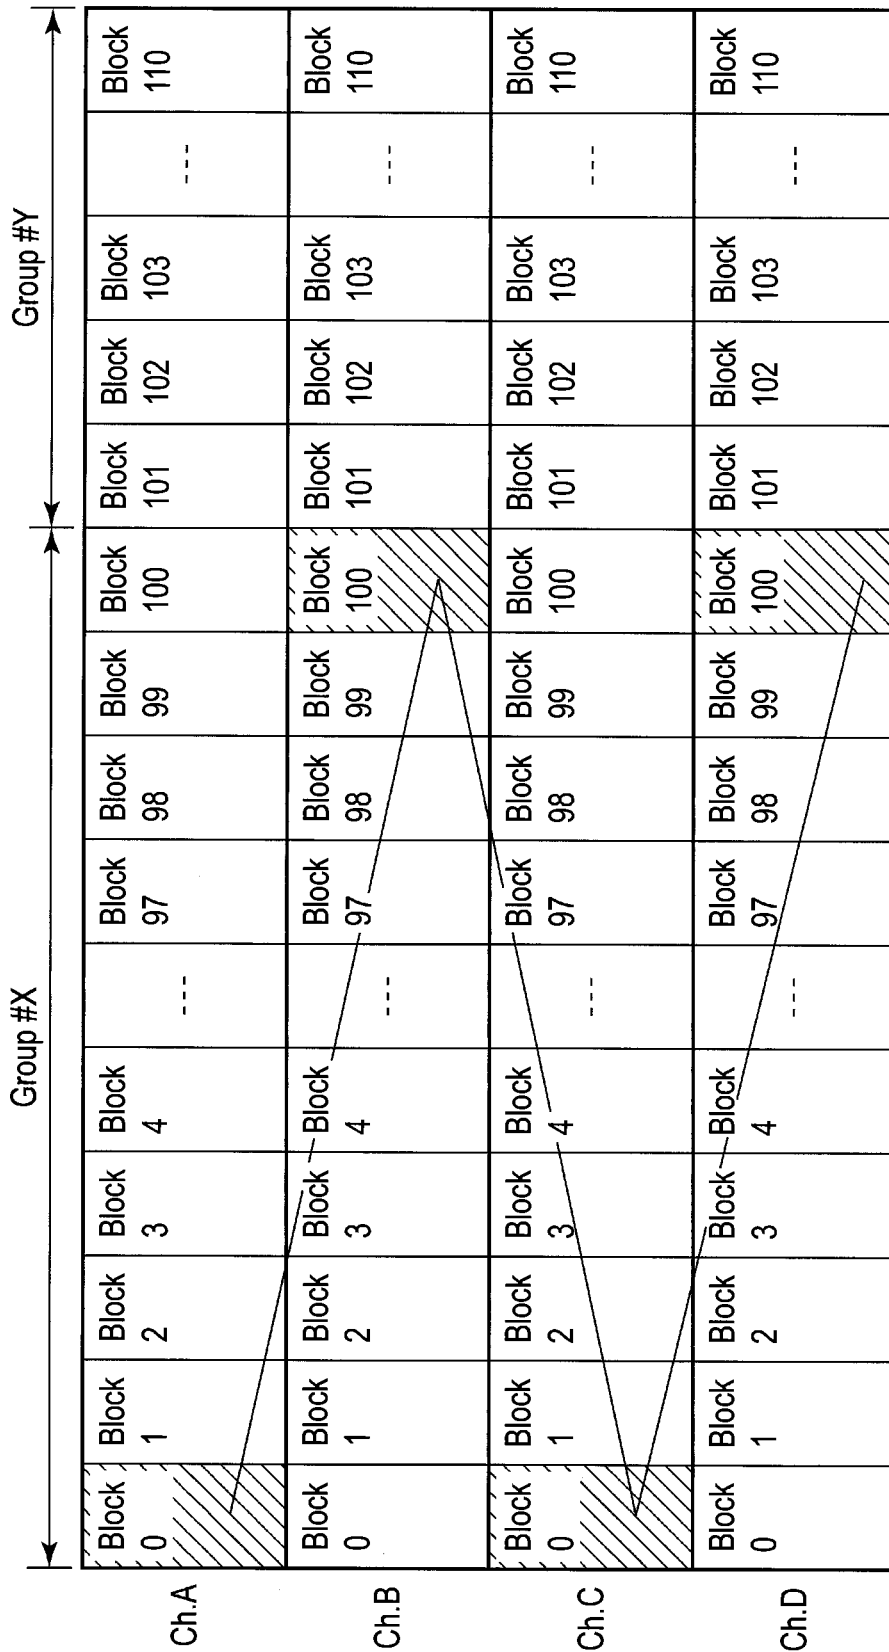 Group #X
Group #Y
Ch.A
Block 0
Block 1
Block 2
Block 3
Block 4
---
Block 97
Block 98
Block 99
Block 100
Block 101
Block 102
Block 103
---
Block 110
Ch.B
Block 0
Block 1
Block 2
Block 3
Block 4
---
Block 97
Block 98
Block 99
Block 100
Block 101
Block 102
Block 103
---
Block 110
Ch.C
Block 0
Block 1
Block 2
Block 3
Block 4
---
Block 97
Block 98
Block 99
Block 100
Block 101
Block 102
Block 103
---
Block 110
Ch.D
Block 0
Block 1
Block 2
Block 3
Block 4
---
Block 97
Block 98
Block 99
Block 100
Block 101
Block 102
Block 103
---
Block 110